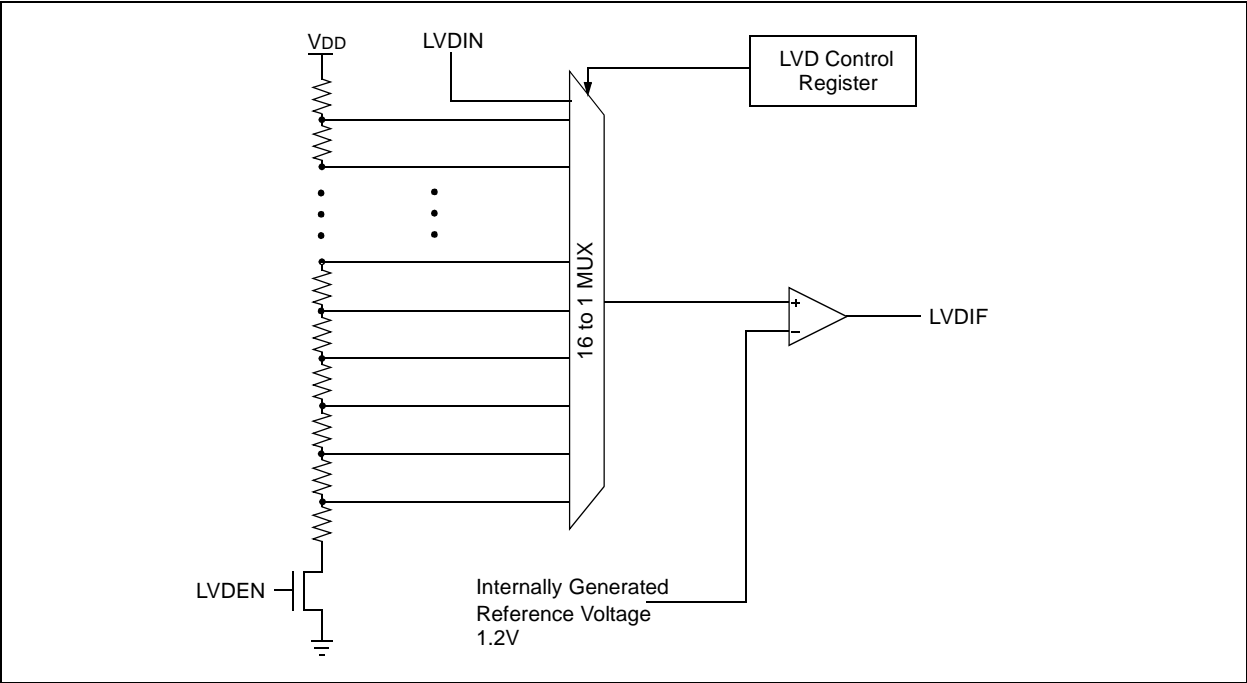 VDD
LVDIN
LVD Control
Register
16 to 1 MUX
+
−
LVDIF
LVDEN
Internally Generated
Reference Voltage
1.2V